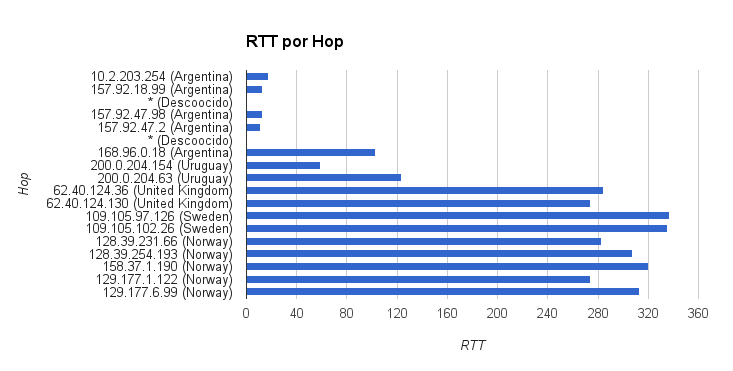 RTT por Hop
10.2.203.254 (Argentina)
157.92.18.99 (Argentina)
* (Descoocido)
157.92.47.98 (Argentina)
157.92.47.2 (Argentina)
* (Descoocido)
168.96.0.18 (Argentina)
200.0.204.154 (Uruguay)
200.0.204.63 (Uruguay)
62.40.124.36 (United Kingdom)
62.40.124.130 (United Kingdom)
109.105.97.126 (Sweden)
109.105.102.26 (Sweden)
128.39.231.66 (Norway)
128.39.254.193 (Norway)
158.37.1.190 (Norway)
129.177.1.122 (Norway)
129.177.6.99 (Norway)
Hop
0 40 80 120 160 200 240 280 320 360
RTT